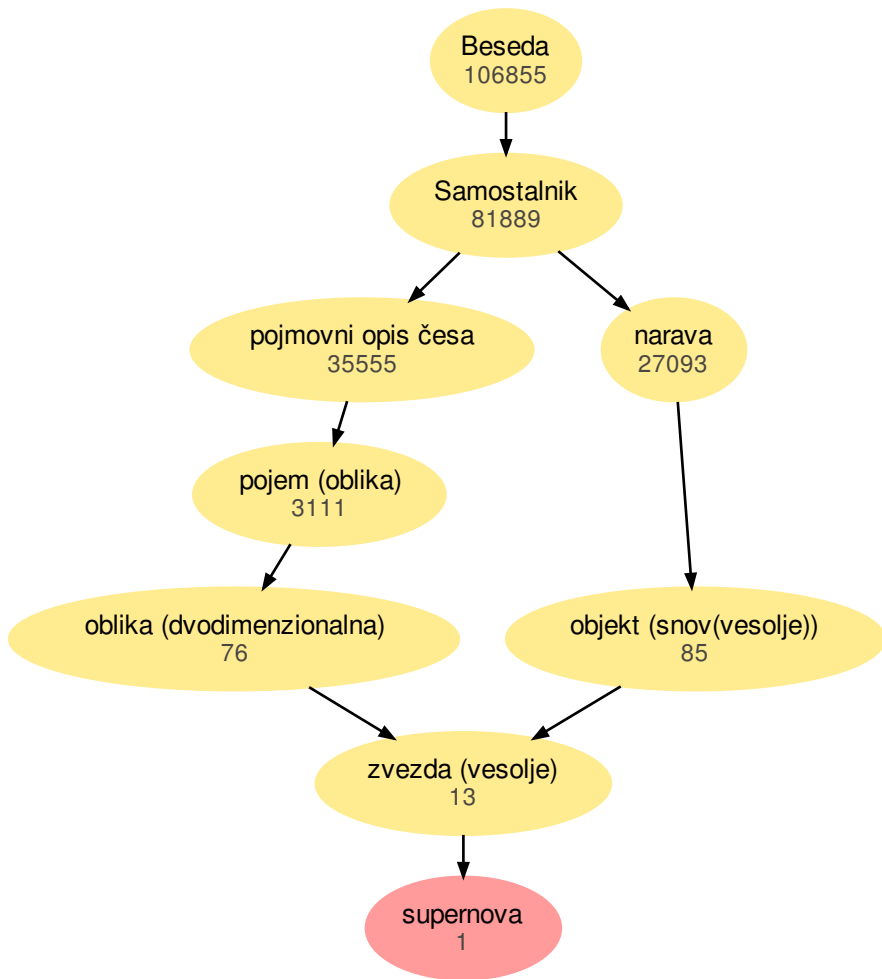 Beseda
106855
Samostalnik
81889
pojmovni opis česa
35555
narava
27093
pojem (oblika)
3111
oblika (dvodimenzionalna)
76
objekt (snov(vesolje))
85
zvezda (vesolje)
13
supernova
1